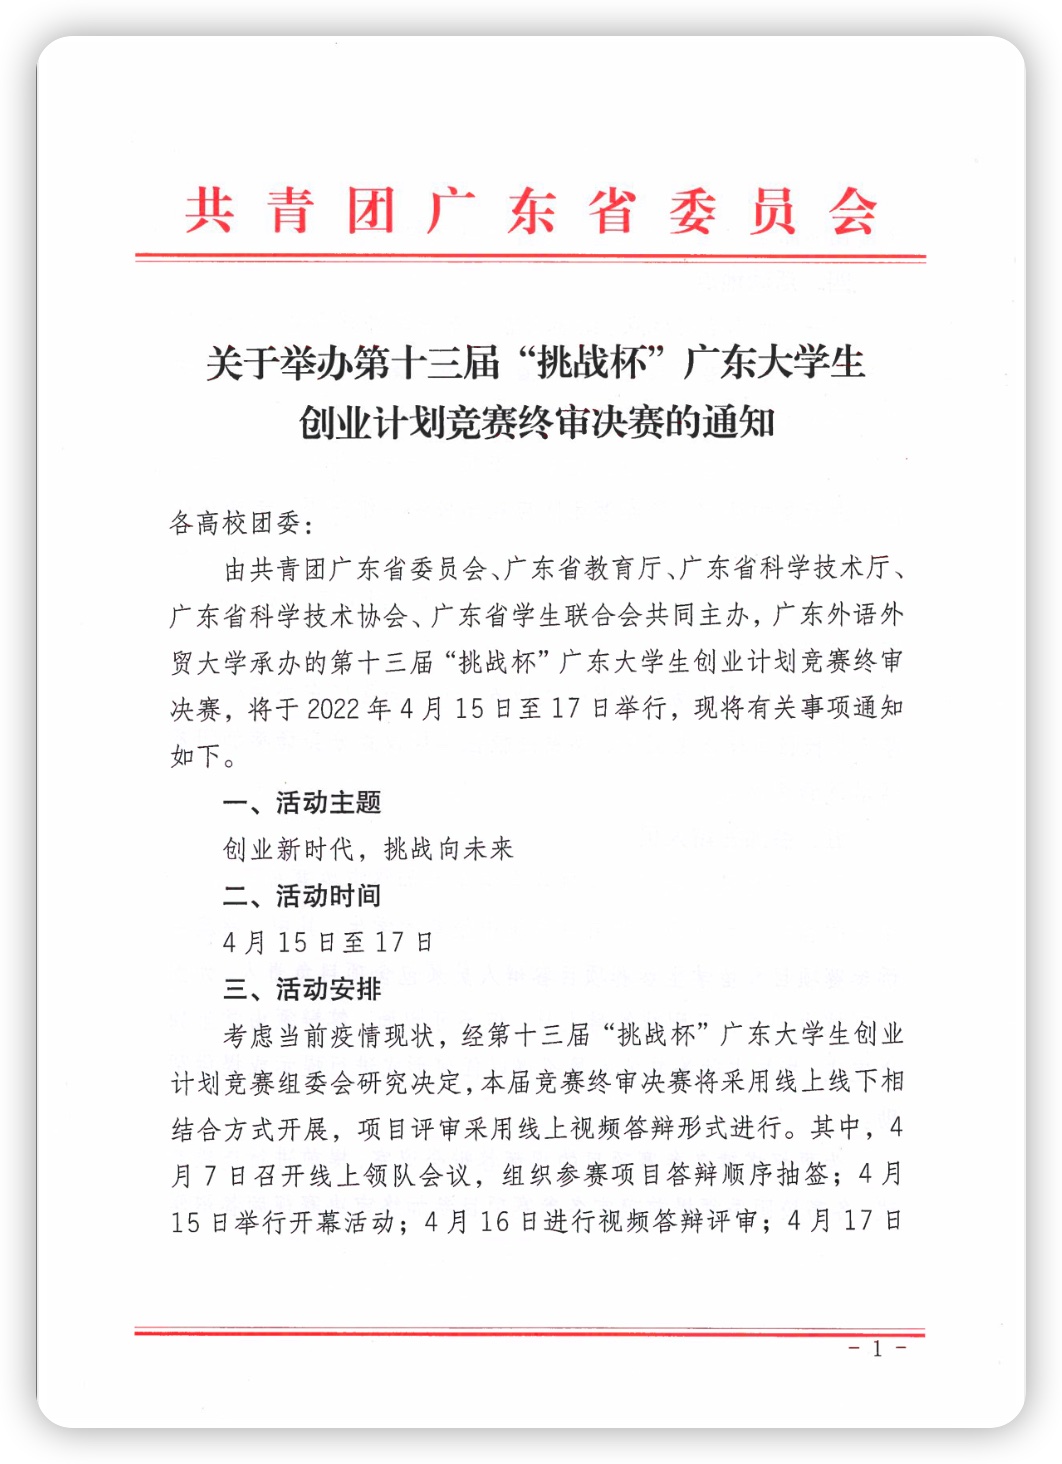 共青团广东省委员会
关于举办第十三届“挑战杯”广东大学生
创业计划竞赛终审决赛的通知
各高校团委：
由共青团广东省委员会、广东省教育厅、广东省科学技术厅、
广东省科学技术协会、广东省学生联合会共同主办，广东外语外
贸大学承办的第十三届“挑战杯”广东大学生创业计划竞赛终审
决赛，将于 2022 年 4 月 15 日至 17 日举行，现将有关事项通知
如下。
一、活动主题
创业新时代，挑战向未来
二、活动时间
4 月 15 日至 17 日
三、活动安排
考虑当前疫情现状，经第十三届“挑战杯”广东大学生创业
计划竞赛组委会研究决定，本届竞赛终审决赛将采用线上线下相
结合方式开展，项目评审采用线上视频答辩形式进行。其中，4
月 7 日召开线上领队会议，组织参赛项目答辩顺序抽签；4 月
15 日举行开幕活动；4 月 16 日进行视频答辩评审；4 月 17 日
- 1 -